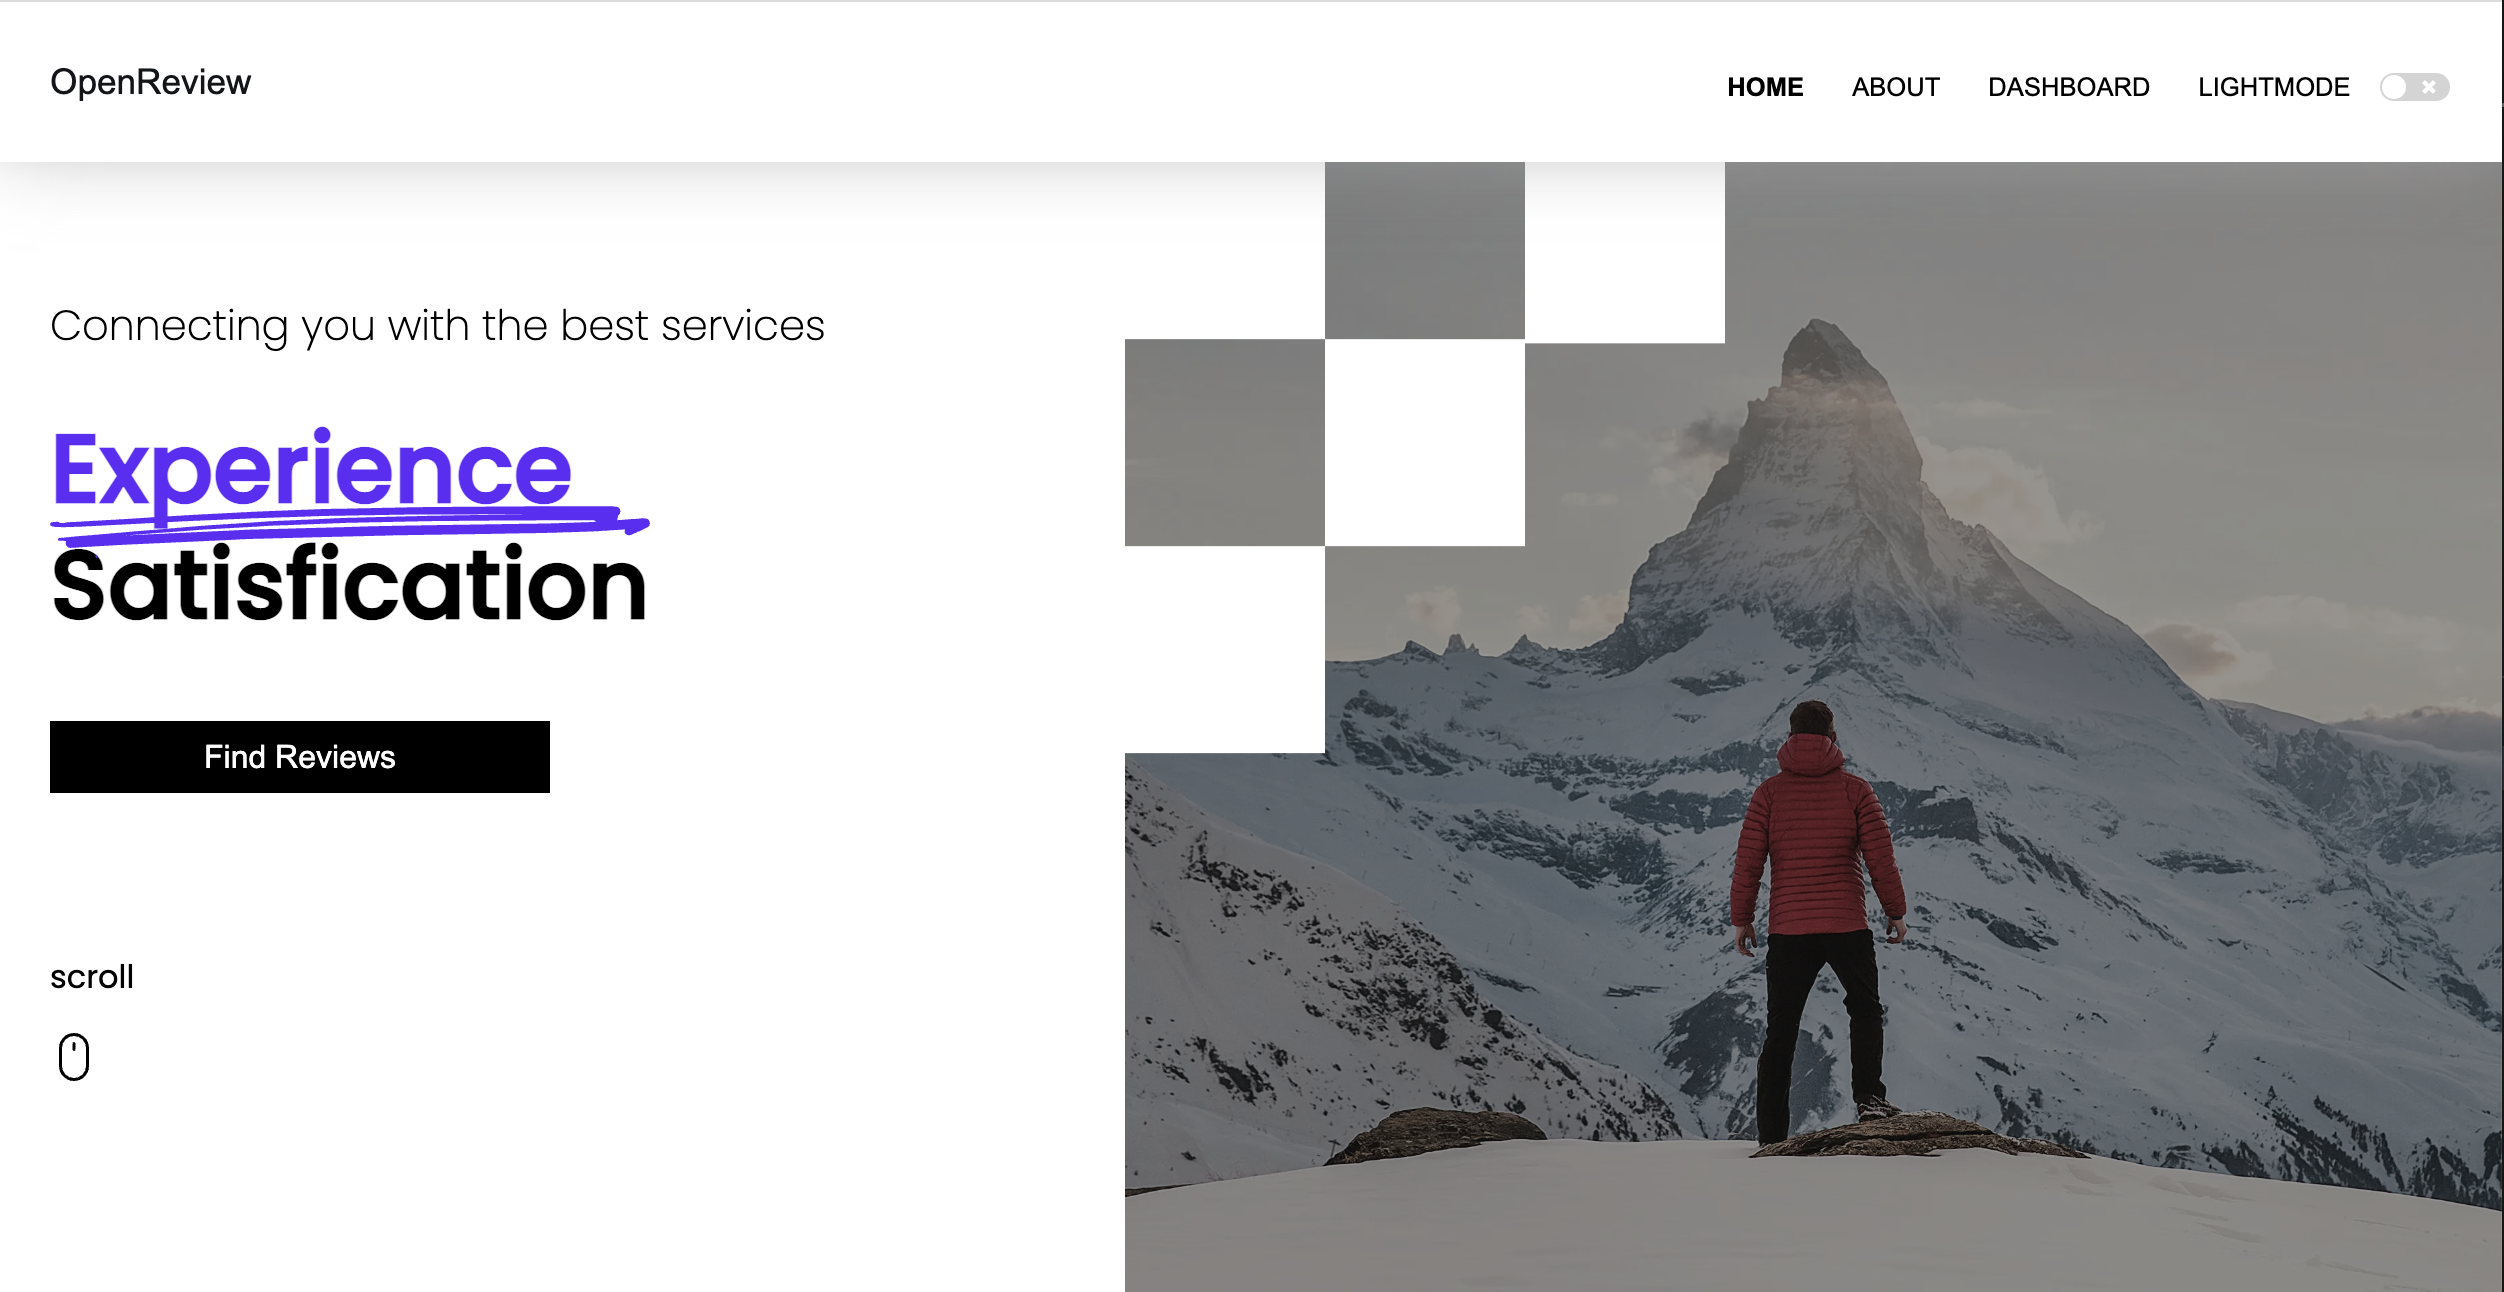 OpenReview
HOME ABOUT DASHBOARD LIGHTMODE
Connecting you with the best services
Experience
Satisfication
Find Reviews
scroll